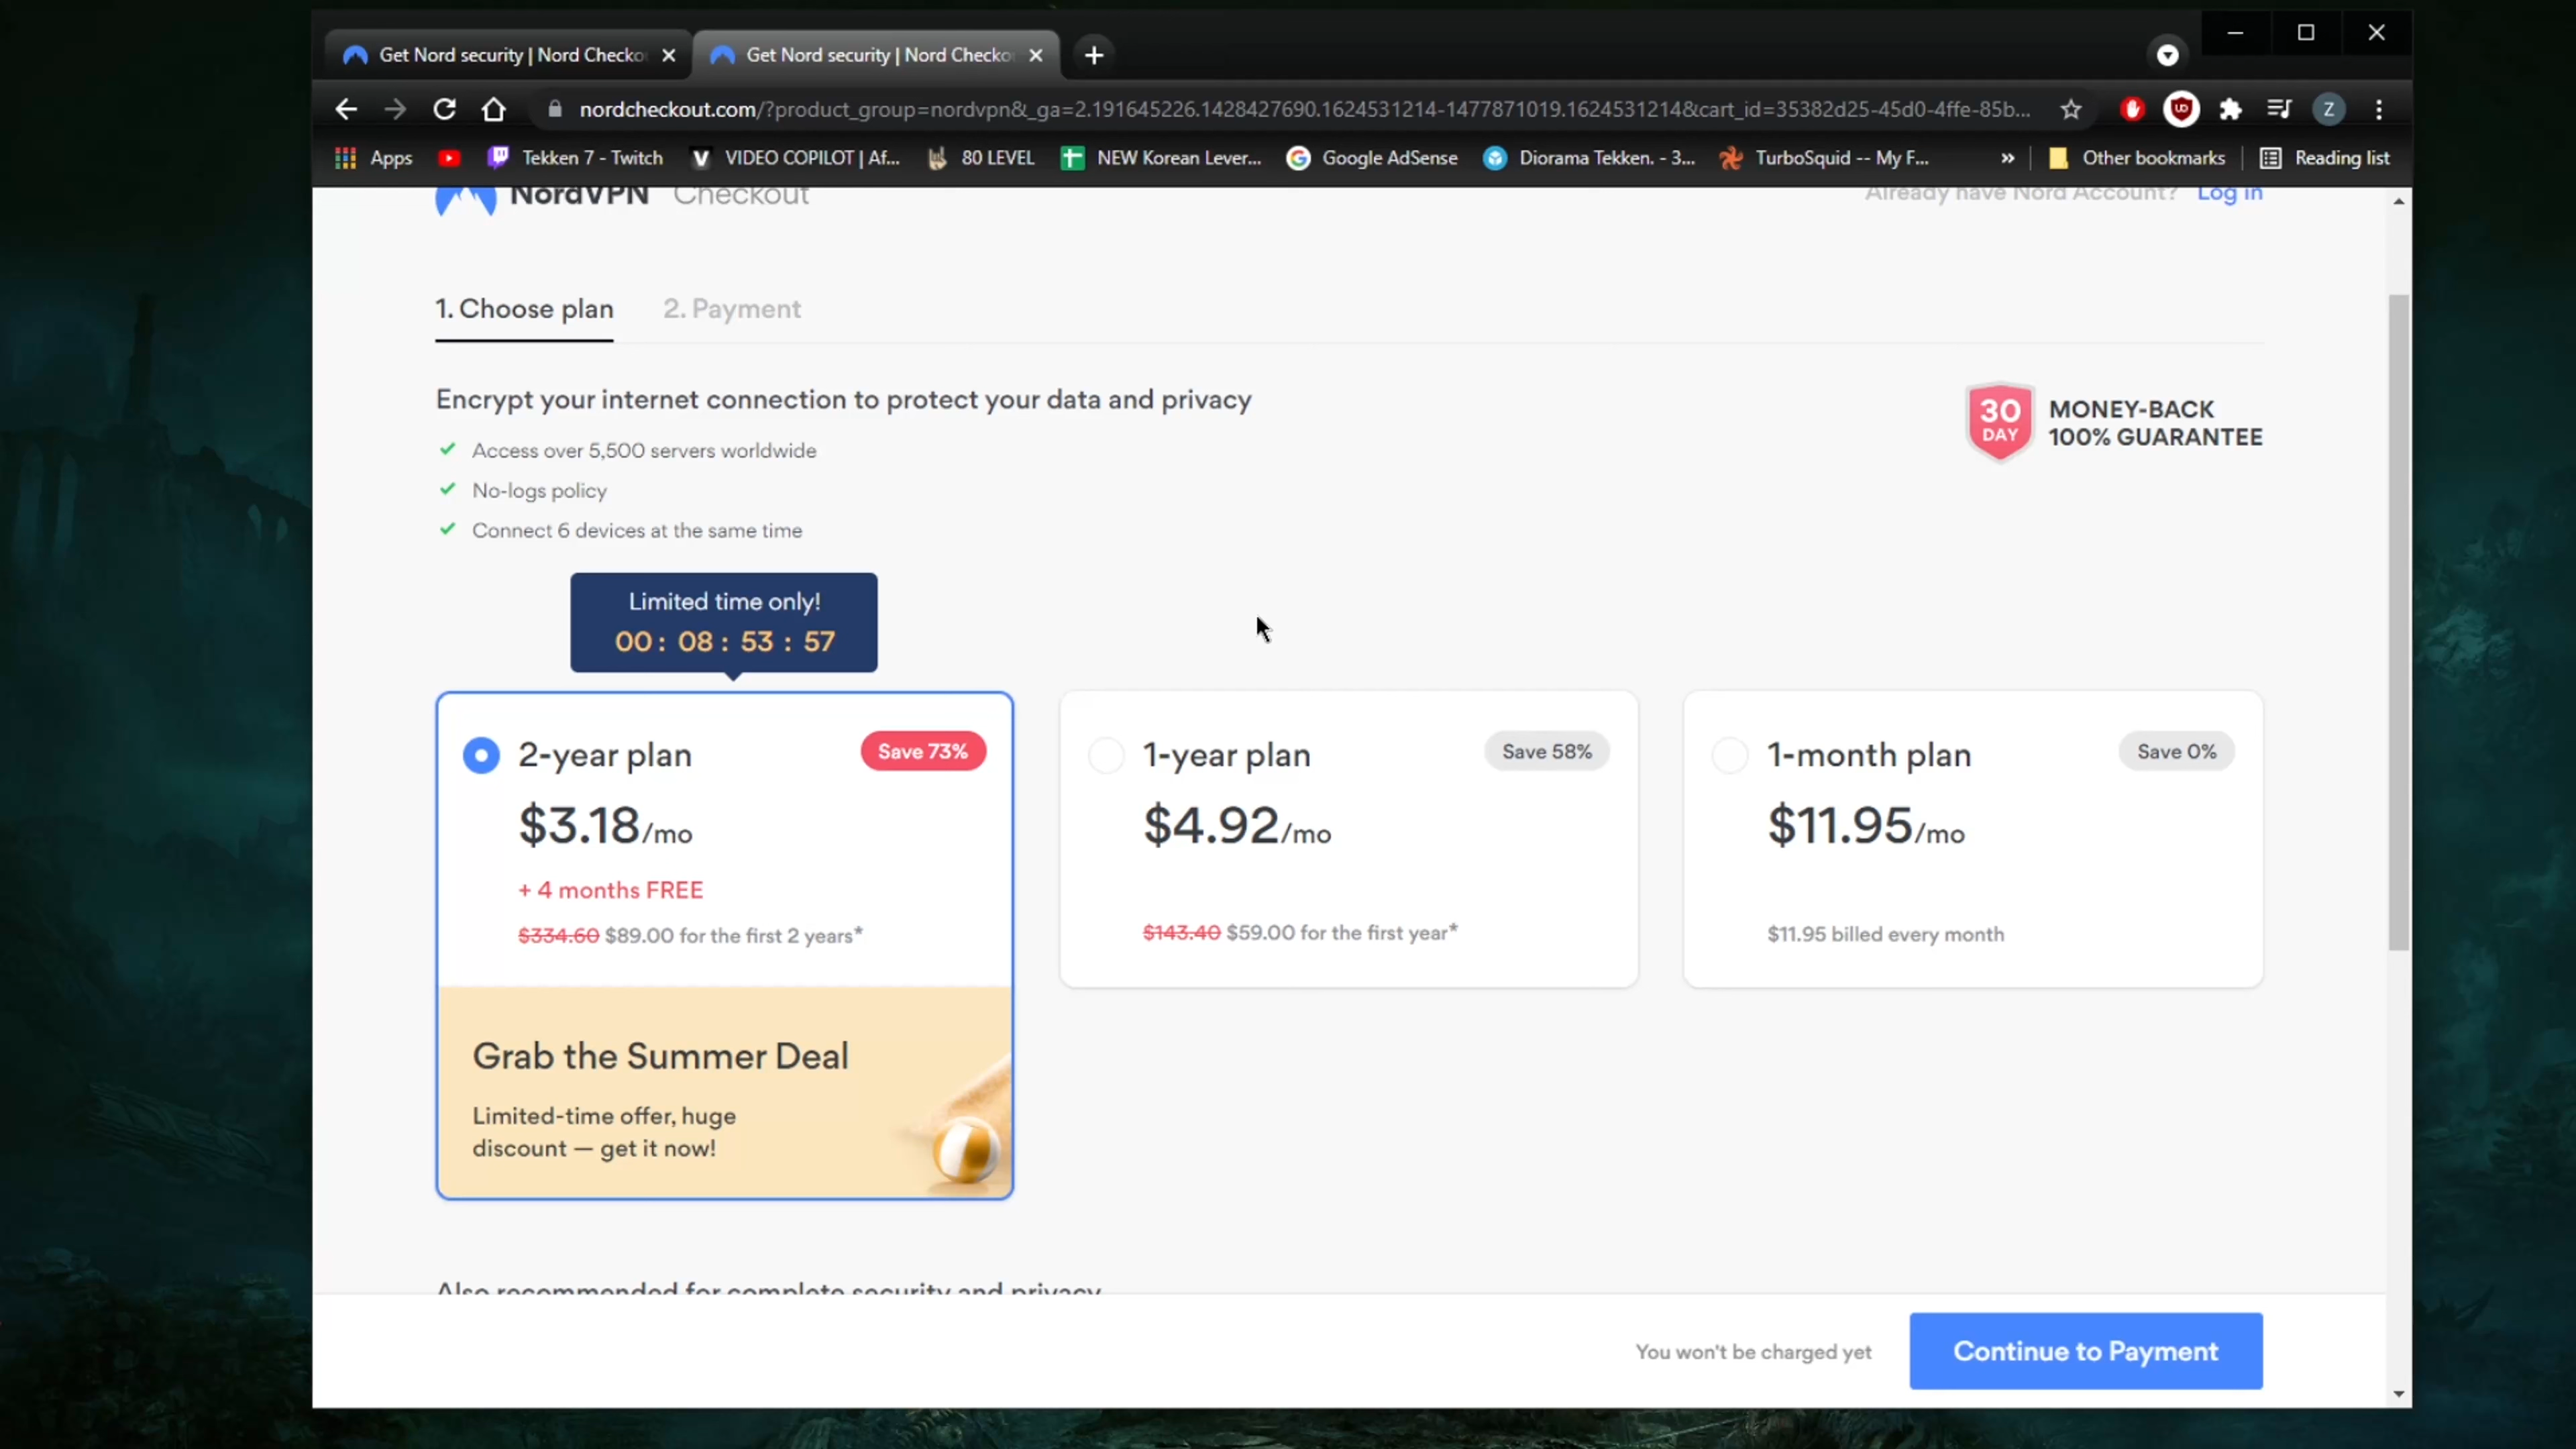 Get Nord security | Nord Checko
Get Nord security | Nord Checko
nordcheckout.com/?product_group=nordvpn&_ga=2.191645226.1428427690.1624531214-1477871019.1624531214&cart_id=35382d25-45d0-4ffe-85b...
Z
Apps
Tekken 7 - Twitch
VIDEO COPILOT | Af...
80 LEVEL
NEW Korean Lever...
Google AdSense
Diorama Tekken. - 3...
TurboSquid -- My F...
»
Other bookmarks
Reading list
NordVPN Checkout
Already have Nord Account? Log in
1. Choose plan
2. Payment
Encrypt your internet connection to protect your data and privacy
Access over 5,500 servers worldwide
No-logs policy
Connect 6 devices at the same time
30 DAY
MONEY-BACK
100% GUARANTEE
Limited time only!
00 : 08 : 53 : 57
2-year plan
Save 73%
$3.18/mo
+ 4 months FREE
$334.60 $89.00 for the first 2 years*
Grab the Summer Deal
Limited-time offer, huge
discount — get it now!
1-year plan
Save 58%
$4.92/mo
$143.40 $59.00 for the first year*
1-month plan
Save 0%
$11.95/mo
$11.95 billed every month
Also recommended for complete security and privacy
You won't be charged yet
Continue to Payment